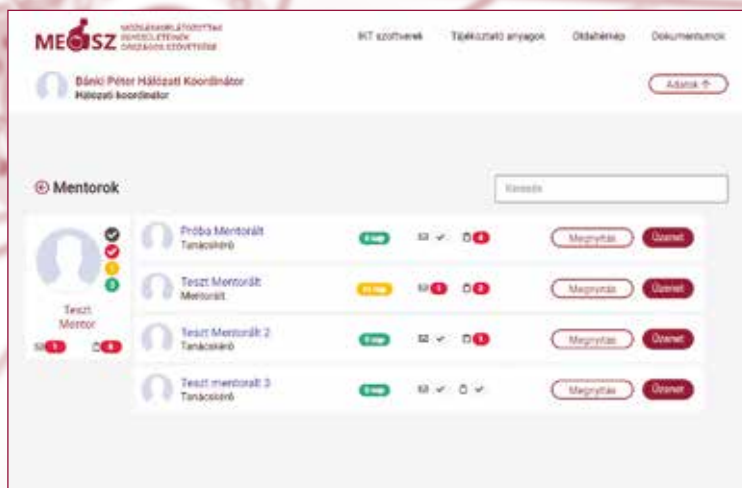 MEOSZ
MOZGÁSKORLÁTOZOTTAK
EGYESÜLETEINEK
ORSZÁGOS SZÖVETSÉGE
IKT szoftverek
Tájékoztató anyagok
Oldaltérkép
Dokumentumok
Bánki Péter Hálózati Koordinátor
Hálózati koordinátor
Adatok ↑
Mentorok
Keresés
Teszt
Mentor
Próba Mentorált
Tanácskérő
Megnyitás
Üzenet
Teszt Mentorált
Mentorált
Megnyitás
Üzenet
Teszt Mentorált 2
Tanácskérő
Megnyitás
Üzenet
Teszt mentorált 3
Tanácskérő
Megnyitás
Üzenet